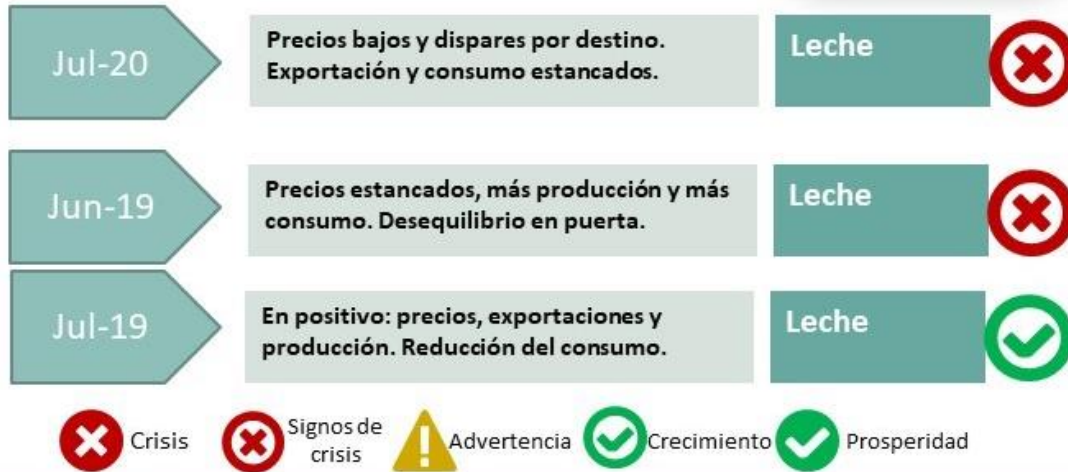 Jul-20
Precios bajos y dispares por destino.
Exportación y consumo estancados.
Leche
Jun-19
Precios estancados, más producción y más
consumo. Desequilibrio en puerta.
Leche
Jul-19
En positivo: precios, exportaciones y
producción. Reducción del consumo.
Leche
Crisis
Signos de
crisis
Advertencia
Crecimiento
Prosperidad